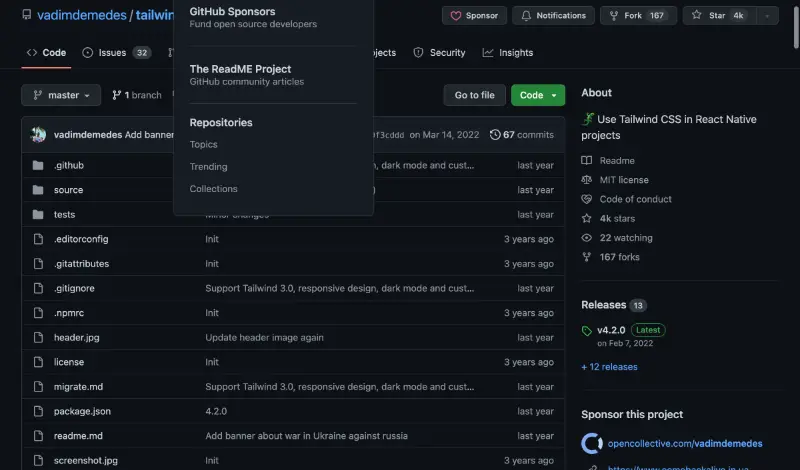 vadimdemedes / tailwin
Sponsor
Notifications
Fork 167
Star 4k
Code
Issues 32
ojects
Security
Insights
GitHub Sponsors
Fund open source developers
The ReadME Project
GitHub community articles
Repositories
Topics
Trending
Collections
master
1 branch
Go to file
Code
vadimdemedes Add banner
9f3cddd on Mar 14, 2022 67 commits
.github , dark mode and cust... last year
source ) last year
tests Minor changes last year
.editorconfig Init 3 years ago
.gitattributes Init 3 years ago
.gitignore Support Tailwind 3.0, responsive design, dark mode and cust... last year
.npmrc Init 3 years ago
header.jpg Update header image again last year
license Init 3 years ago
migrate.md Support Tailwind 3.0, responsive design, dark mode and cust... last year
package.json 4.2.0 last year
readme.md Add banner about war in Ukraine against russia last year
screenshot.jpg Init 3 years ago
About
Use Tailwind CSS in React Native
projects
Readme
MIT license
Code of conduct
4k stars
22 watching
167 forks
Releases 13
v4.2.0 Latest
on Feb 7, 2022
+ 12 releases
Sponsor this project
opencollective.com/vadimdemedes